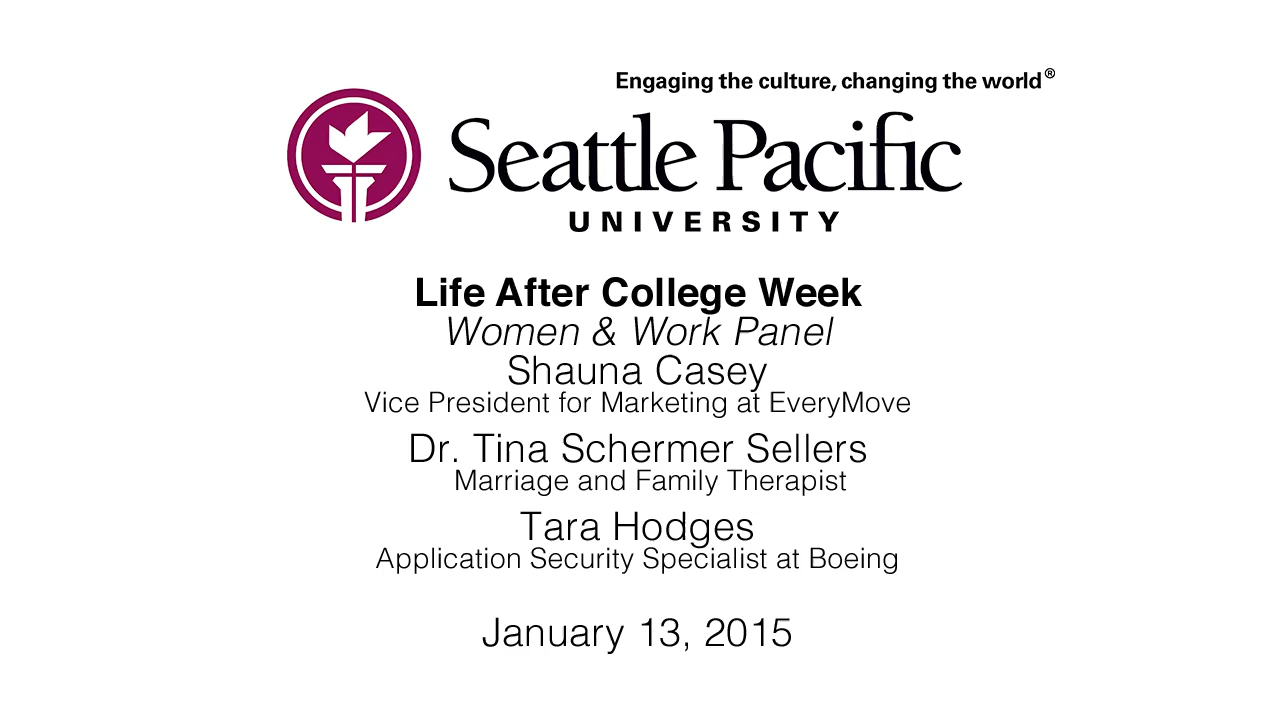 Engaging the culture, changing the world®
Seattle Pacific
UNIVERSITY
Life After College Week
Women & Work Panel
Shauna Casey
Vice President for Marketing at EveryMove
Dr. Tina Schermer Sellers
Marriage and Family Therapist
Tara Hodges
Application Security Specialist at Boeing
January 13, 2015